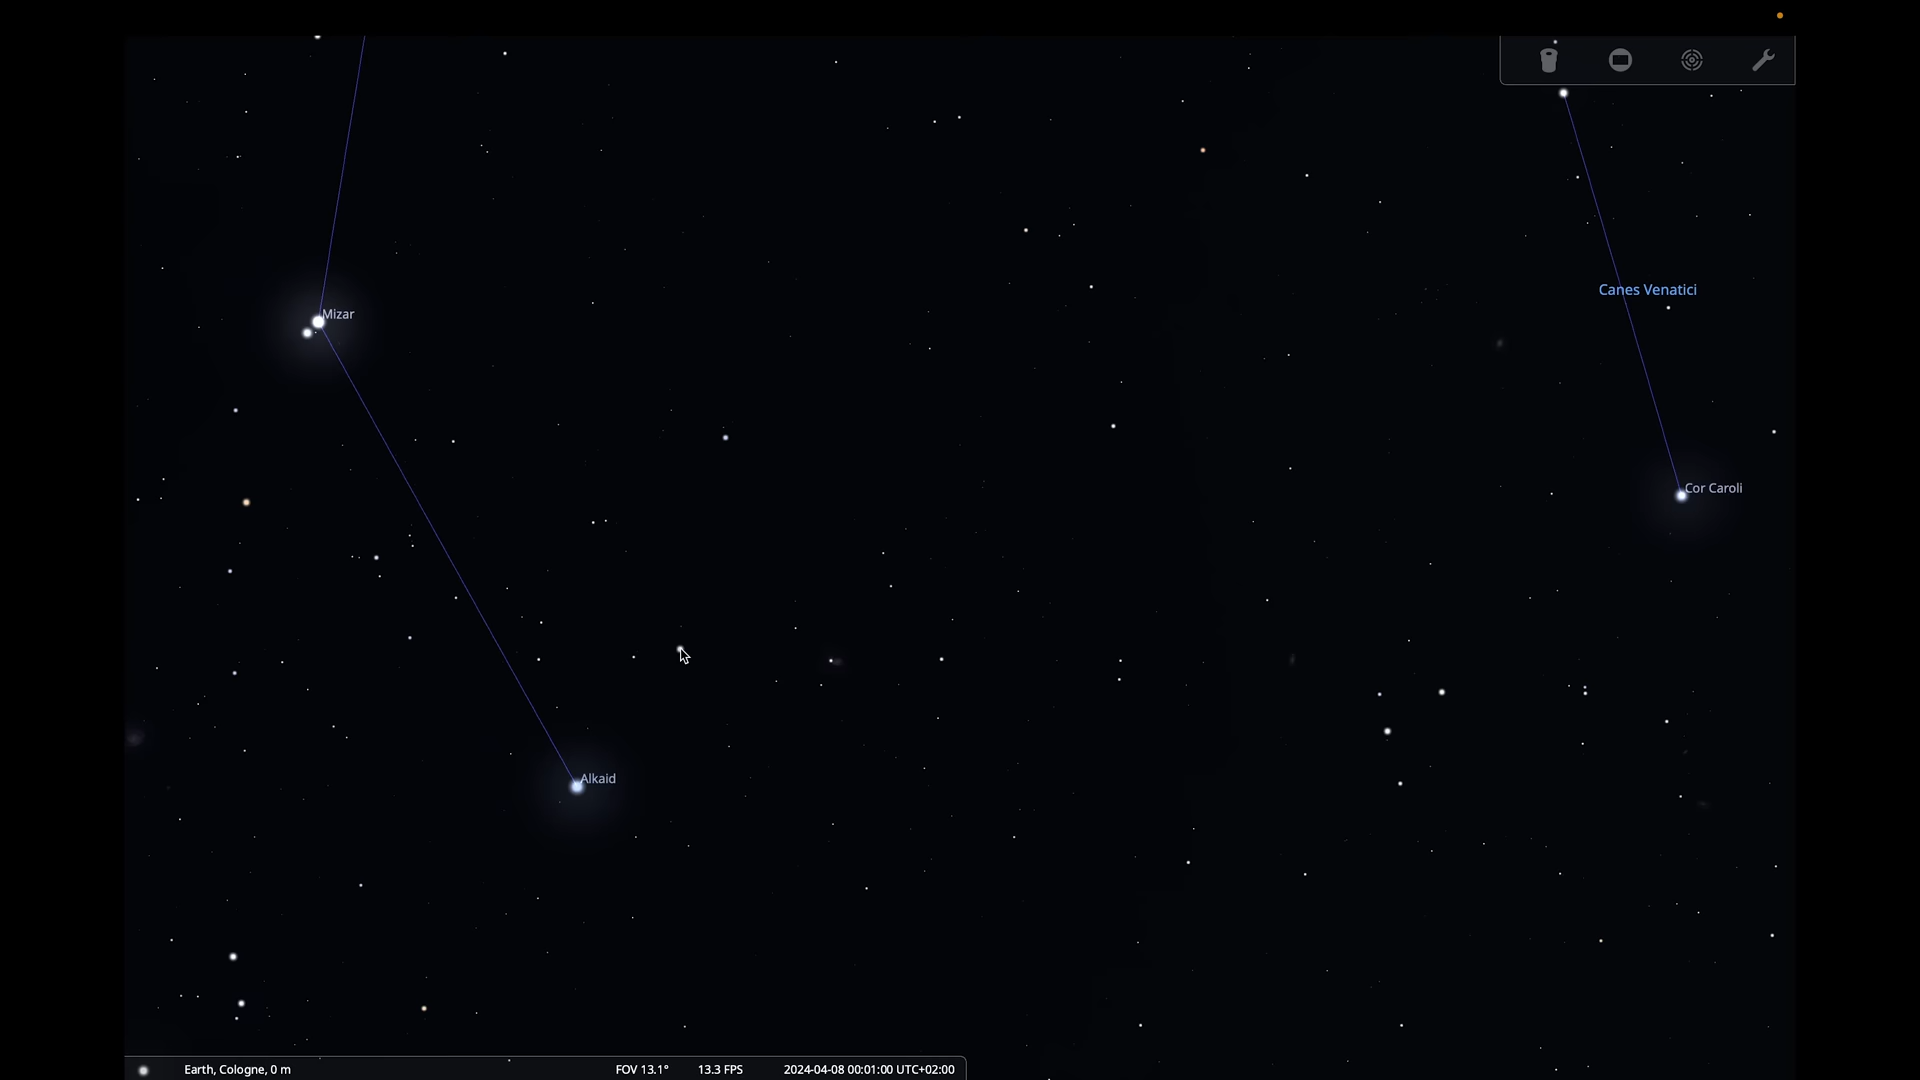 Mizar
Canes Venatici
Cor Caroli
Alkaid
Earth, Cologne, 0 m FOV 13.1° 13.3 FPS 2024-04-08 00:01:00 UTC+02:00